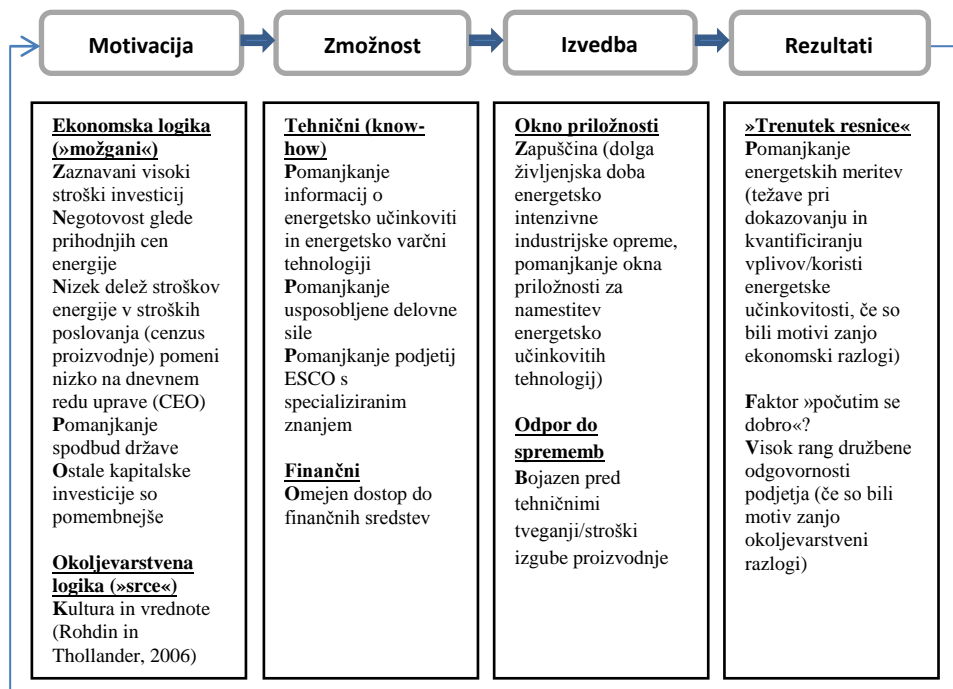 Motivacija
Zmožnost
Izvedba
Rezultati
Ekonomska logika
(»možgani«)
Zaznavani visoki
stroški investicij
Negotovost glede
prihodnjih cen
energije
Nizek delež stroškov
energije v stroških
poslovanja (cenzus
proizvodnje) pomeni
nizko na dnevnem
redu uprave (CEO)
Pomanjkanje
spodbud države
Ostale kapitalske
investicije so
pomembnejše
Okoljevarstvena
logika (»srce«)
Kultura in vrednote
(Rohdin in
Thollander, 2006)
Tehnični (know-
how)
Pomanjkanje
informacij o
energetsko učinkoviti
in energetsko varčni
tehnologiji
Pomanjkanje
usposobljene delovne
sile
Pomanjkanje podjetij
ESCO s
specializiranim
znanjem
Finančni
Omejen dostop do
finančnih sredstev
Okno priložnosti
Zapuščina (dolga
življenjska doba
energetsko
intenzivne
industrijske opreme,
pomanjkanje okna
priložnosti za
namestitev
energetsko
učinkovitih
tehnologij)
Odpor do
sprememb
Bojazen pred
tehničnimi
tveganji/stroški
izgube proizvodnje
»Trenutek resnice«
Pomanjkanje
energetskih meritev
(težave pri
dokazovanju in
kvantificiranju
vplivov/koristi
energetske
učinkovitosti, če so
bili motivi zanjo
ekonomski razlogi)
Faktor »počutim se
dobro«?
Visok rang družbene
odgovornosti
podjetja (če so bili
motiv zanjo
okoljevarstveni
razlogi)